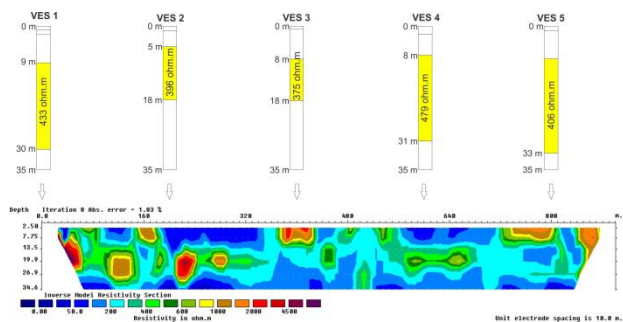 VES 1 VES 2 VES 3 VES 4 VES 5
0 m 0 m 0 m 0 m 0 m
5 m
9 m 8 m 8 m 8 m
433 ohm.m 396 ohm.m 375 ohm.m 479 ohm.m 406 ohm.m
18 m 18 m
30 m 31 m 33 m
35 m 35 m 35 m 35 m 35 m
Depth Iteration 8 Abs. error = 1.83 % 
0.0 160 320 480 640 800 m.
2.50
7.75
13.5
19.9
26.9
34.6
Inverse Model Resistivity Section
0.00 50.0 200 400 600 1000 2000 4500
Resistivity in ohm.m
Unit electrode spacing is 10.0 m.